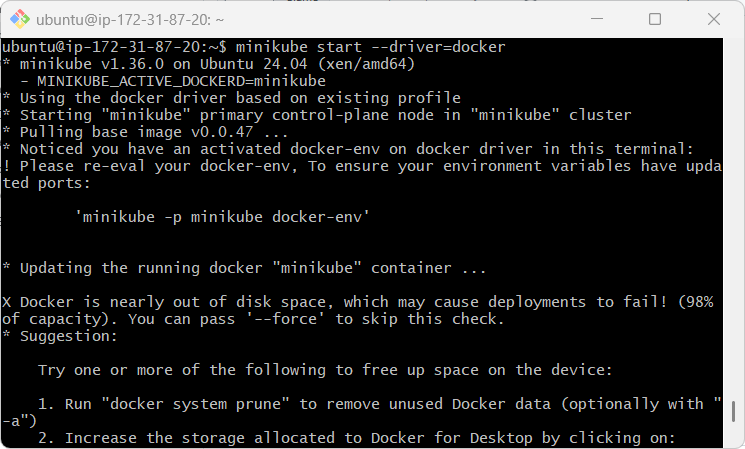 ubuntu@ip-172-31-87-20: ~
ubuntu@ip-172-31-87-20:~$ minikube start --driver=docker
* minikube v1.36.0 on Ubuntu 24.04 (xen/amd64)
  - MINIKUBE_ACTIVE_DOCKERD=minikube
* Using the docker driver based on existing profile
* Starting "minikube" primary control-plane node in "minikube" cluster
* Pulling base image v0.0.47 ...
* Noticed you have an activated docker-env on docker driver in this terminal:
! Please re-eval your docker-env, To ensure your environment variables have upda
ted ports:
        'minikube -p minikube docker-env'
* Updating the running docker "minikube" container ...
X Docker is nearly out of disk space, which may cause deployments to fail! (98%
of capacity). You can pass '--force' to skip this check.
* Suggestion:
    Try one or more of the following to free up space on the device:
    1. Run "docker system prune" to remove unused Docker data (optionally with "
-a")
    2. Increase the storage allocated to Docker for Desktop by clicking on: